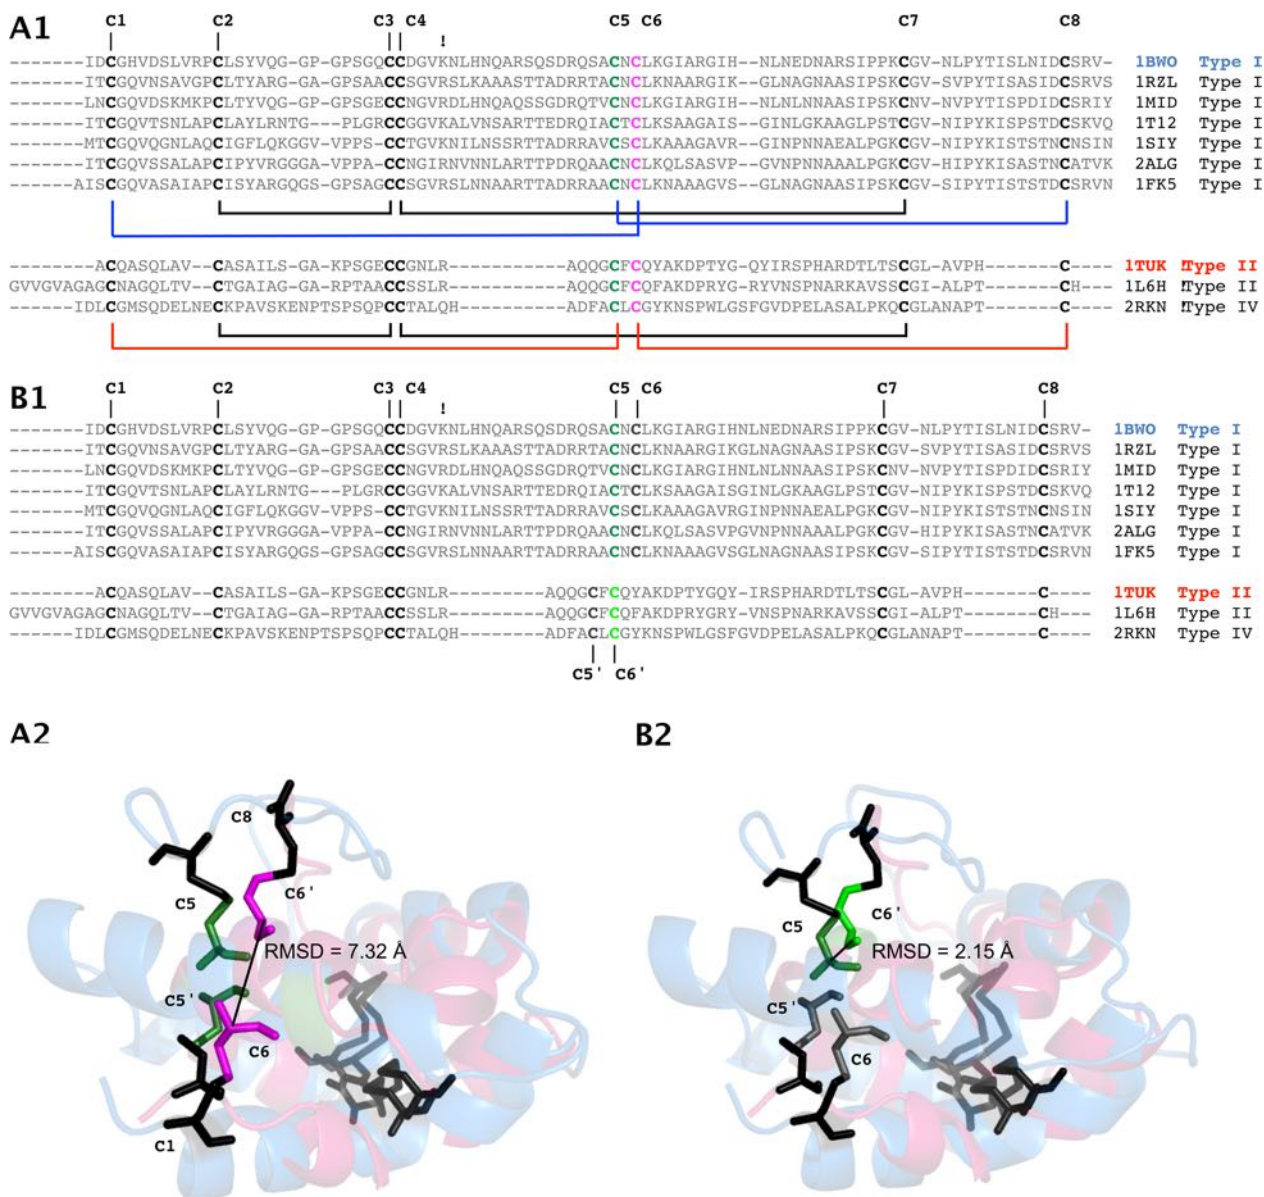 A1 C1 C2 C3 C4 C5 C6 C7 C8
!
-------IDCGHVDSLVRPCLSYVQG-GP-GPSGQCCDGVKNLHNQARSQSDRQSACNCLKGIARGIH--NLNEDNARSIPPKCGV-NLPYTISLNIDCSRV- 1BWO Type I
-------ITCGQVNSAVGPCLTYARG-GA-GPSAACCSGVRSLKAAASTTADRRTACNCLKNAARGIK--GLNAGNAASIPSKCGV-SVPYTISASIDCSRVS 1RZL Type I
-------LNCGQVDSKMKPCLTYVQG-GP-GPSGECCNGVRDLHNQAQSSGDRQTVCNCLKGIARGIH--NLNLNNAASIPSKCNV-NVPYTISPDIDCSRIY 1MID Type I
-------ITCGQVTSNLAPCLAYLRNTG---PLGRCCGGVKALVNSARTTEDRQIACTCLKSAAGAIS--GINLGKAAGLPSTCGV-NIPYKISPSTDCSKVQ 1T12 Type I
-------MTCGQVQGNLAQCIGFLQKGGV-VPPS-CCTGVKNILNSSRTTADRRAVCSCLKAAAGAVR--GINPNNAEALPGKCGV-NIPYKISTSTNCNSIN 1SIY Type I
-------ITCGQVSSALAPCIPYVRGGGA-VPPA-CCNGIRNVNNLARTTPDRQAACNCLKQLSASVP--GVNPNNAAALPGKCGV-HIPYKISASTNCATVK 2ALG Type I
------AISCGQVASAIAPCISYARGQGS-GPSAGCCSGVRSLNNAARTTADRRAACNCLKNAAAGVS--GLNAGNAASIPSKCGV-SIPYTISTSTDCSRVN 1FK5 Type I
--------ACQASQLAV--CASAILS-GA-KPSGECCGNLR----------AQQGCFCQYAKDPTYG-QYIRSPHARDTLTSCGL-AVPH-------C----- 1TUK Type II
GVVGVAGAGCNAGQLTV--CTGAIAG-GA-RPTAACCSSLR----------AQQGCFCQFAKDPRYG-RYVNSPNARKAVSSCGI-ALPT-------CH---- 1L6H Type II
------IDLCGMSQDELNECKPAVSKENPTSPSQPCCTALQH---------ADFACLCGYKNSPWLGSFGVDPELASALPKQCGLANAPT-------C----- 2RKN Type IV
B1 C1 C2 C3 C4 C5 C6 C7 C8
!
-------IDCGHVDSLVRPCLSYVQG-GP-GPSGQCCDGVKNLHNQARSQSDRQSACNCLKGIARGIHNLNEDNARSIPPKCGV-NLPYTISLNIDCSRV- 1BWO Type I
-------ITCGQVNSAVGPCLTYARG-GA-GPSAACCSGVRSLKAAASTTADRRTACNCLKNAARGIKGLNAGNAASIPSKCGV-SVPYTISASIDCSRVS 1RZL Type I
-------LNCGQVDSKMKPCLTYVQG-GP-GPSGECCNGVRDLHNQAQSSGDRQTVCNCLKGIARGIHNLNLNNAASIPSKCNV-NVPYTISPDIDCSRIY 1MID Type I
-------ITCGQVTSNLAPCLAYLRNTG---PLGRCCGGVKALVNSARTTEDRQIACTCLKSAAGAISGINLGKAAGLPSTCGV-NIPYKISPSTDCSKVQ 1T12 Type I
-------MTCGQVQGNLAQCIGFLQKGGV-VPPS-CCTGVKNILNSSRTTADRRAVCSCLKAAAGAVRGINPNNAEALPGKCGV-NIPYKISTSTNCNSIN 1SIY Type I
-------ITCGQVSSALAPCIPYVRGGGA-VPPA-CCNGIRNVNNLARTTPDRQAACNCLKQLSASVPGVNPNNAAALPGKCGV-HIPYKISASTNCATVK 2ALG Type I
------AISCGQVASAIAPCISYARGQGS-GPSAGCCSGVRSLNNAARTTADRRAACNCLKNAAAGVSGLNAGNAASIPSKCGV-SIPYTISTSTDCSRVN 1FK5 Type I
--------ACQASQLAV--CASAILS-GA-KPSGECCGNLR--------AQQGCFCQYAKDPTYGQY-IRSPHARDTLTSCGL-AVPH-------C----- 1TUK Type II
GVVGVAGAGCNAGQLTV--CTGAIAG-GA-RPTAACCSSLR--------AQQGCFCQFAKDPRYGRY-VNSPNARKAVSSCGI-ALPT-------CH---- 1L6H Type II
------IDLCGMSQDELNECKPAVSKENPTSPSQPCCTALQH-------ADFACLCGYKNSPWLGSFGVDPELASALPKQCGLANAPT-------C---- 2RKN Type IV
C5' C6'
A2 B2
C8
C5
C6'
RMSD = 7.32 Å
C5'
C6
C1
C5
C6'
RMSD = 2.15 Å
C5'
C6